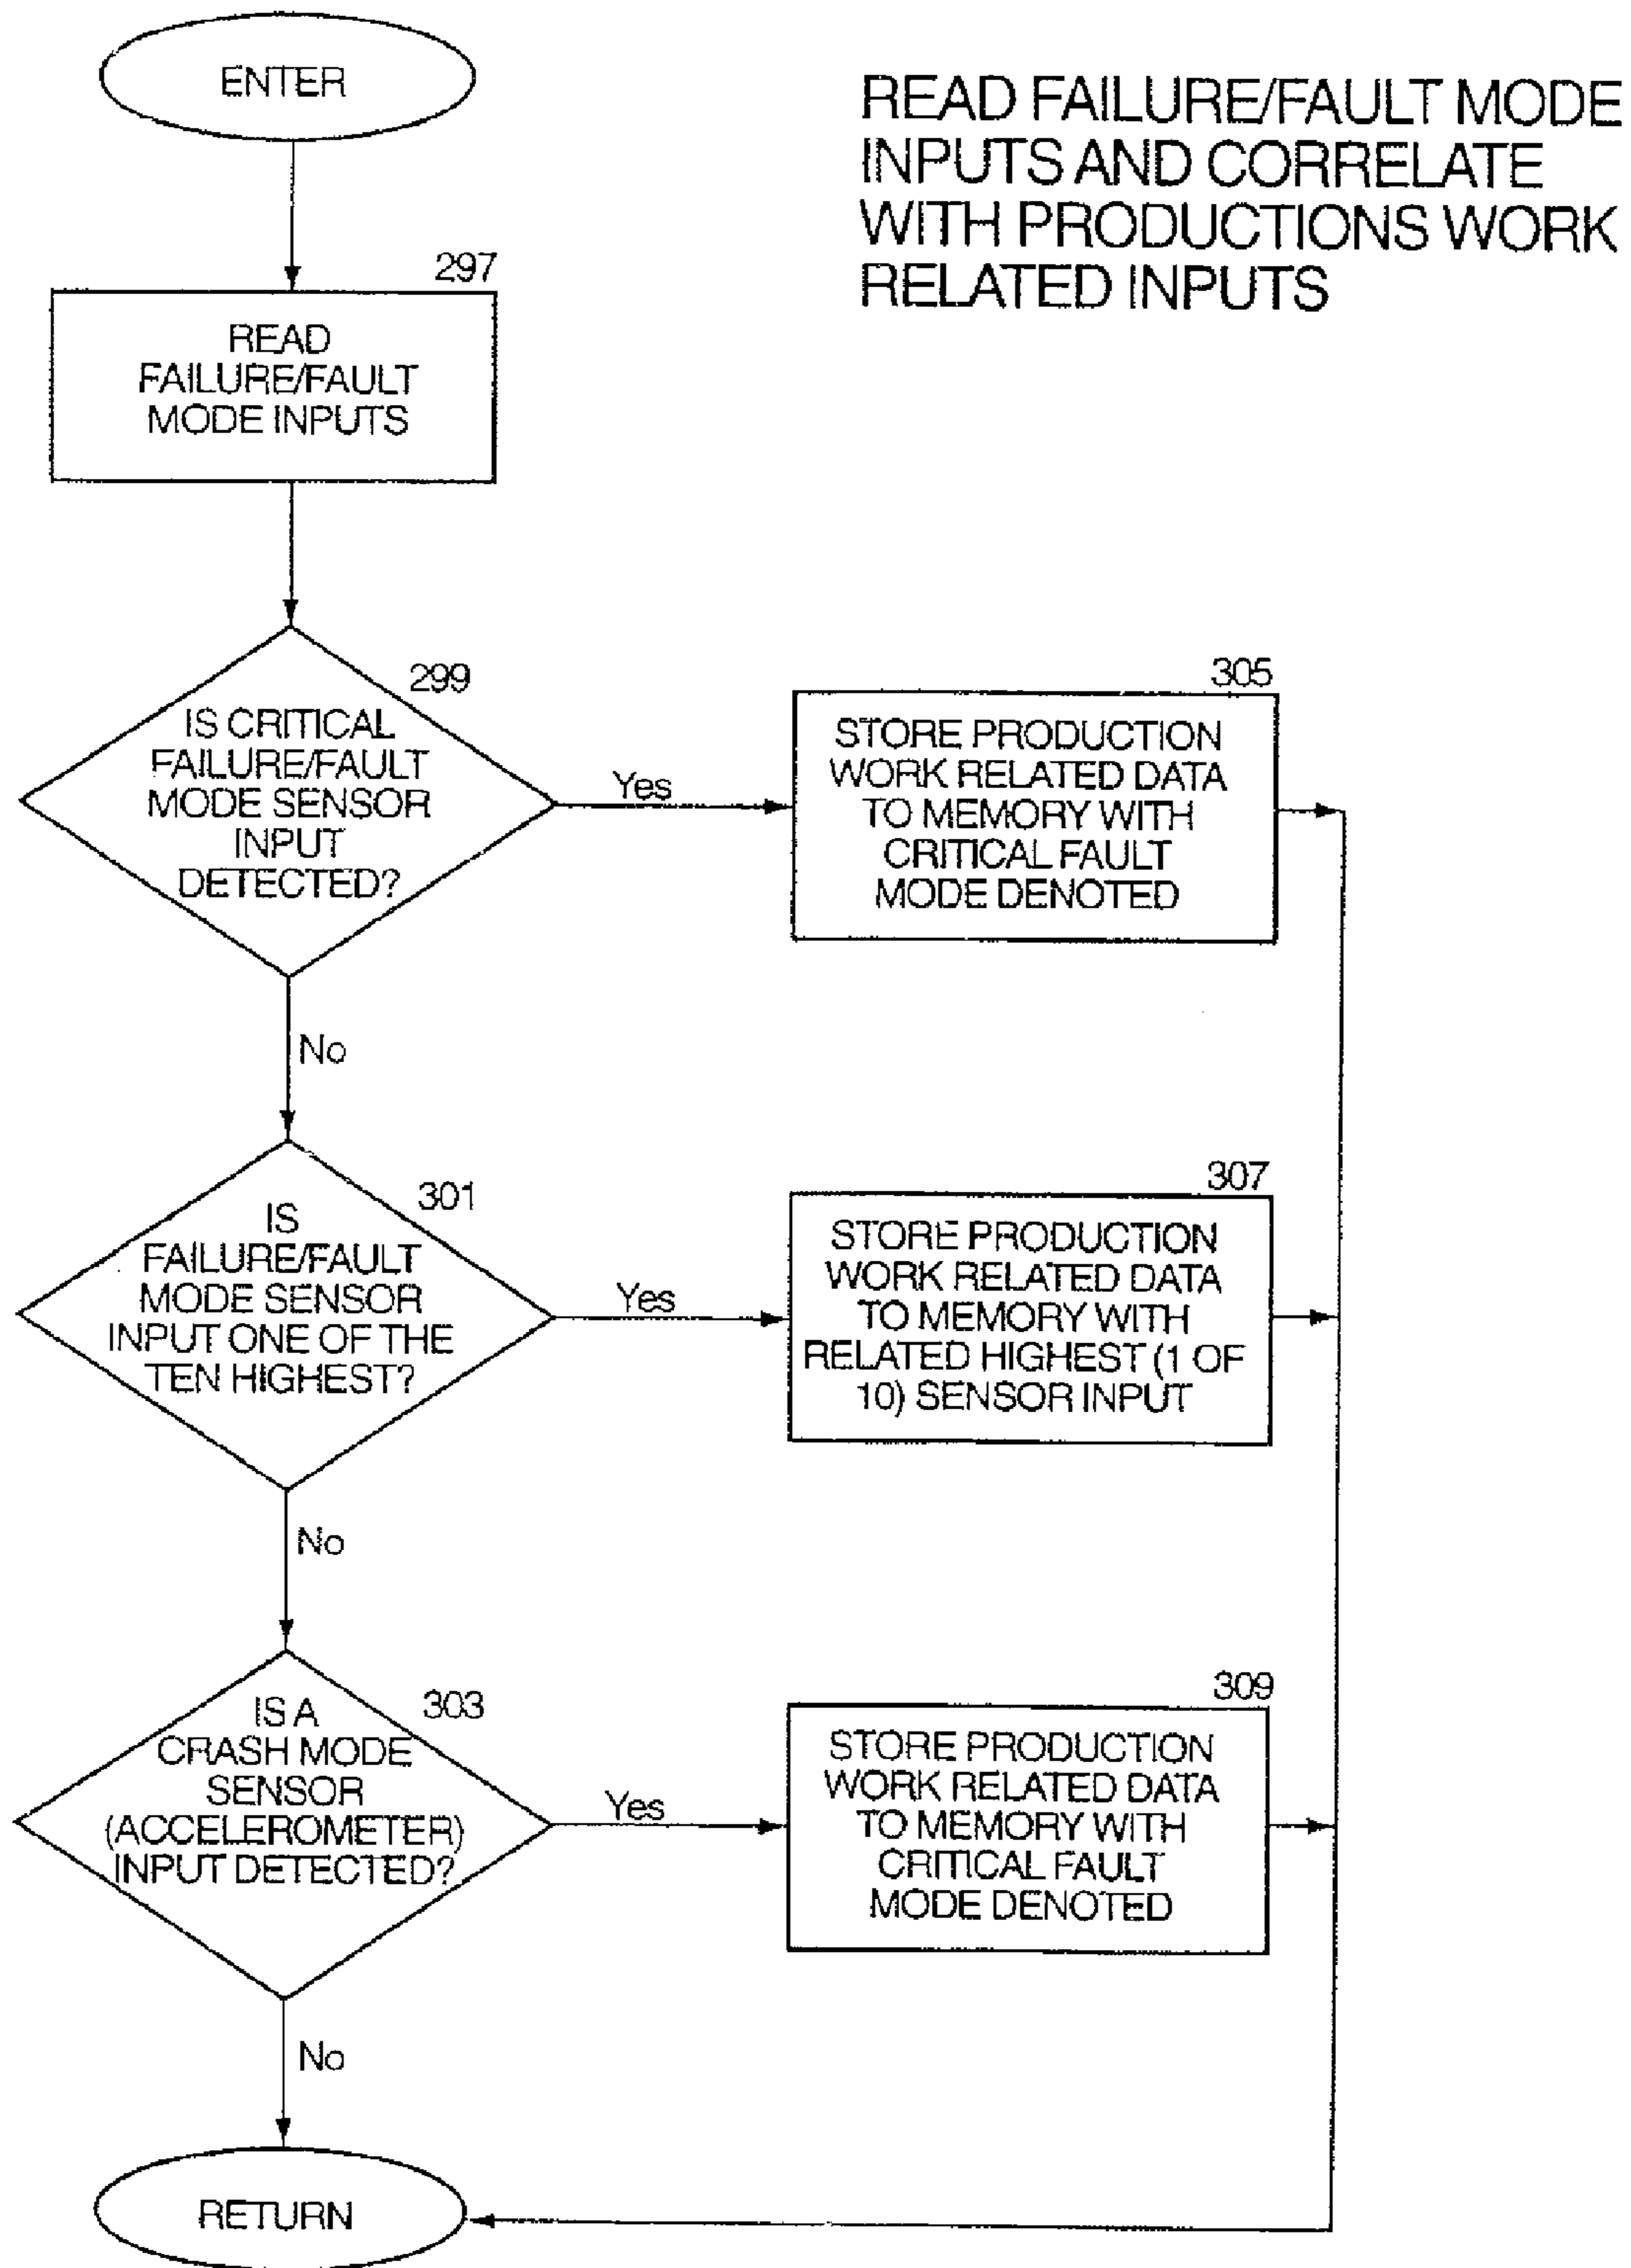 ENTER
READ FAILURE/FAULT MODE
INPUTS AND CORRELATE
WITH PRODUCTIONS WORK
RELATED INPUTS
297
READ
FAILURE/FAULT
MODE INPUTS
299
IS CRITICAL
FAILURE/FAULT
MODE SENSOR
INPUT
DETECTED?
Yes
305
STORE PRODUCTION
WORK RELATED DATA
TO MEMORY WITH
CRITICAL FAULT
MODE DENOTED
No
301
IS
FAILURE/FAULT
MODE SENSOR
INPUT ONE OF THE
TEN HIGHEST?
Yes
307
STORE PRODUCTION
WORK RELATED DATA
TO MEMORY WITH
RELATED HIGHEST (1 OF
10) SENSOR INPUT
No
303
IS A
CRASH MODE
SENSOR
(ACCELEROMETER)
INPUT DETECTED?
Yes
309
STORE PRODUCTION
WORK RELATED DATA
TO MEMORY WITH
CRITICAL FAULT
MODE DENOTED
No
RETURN